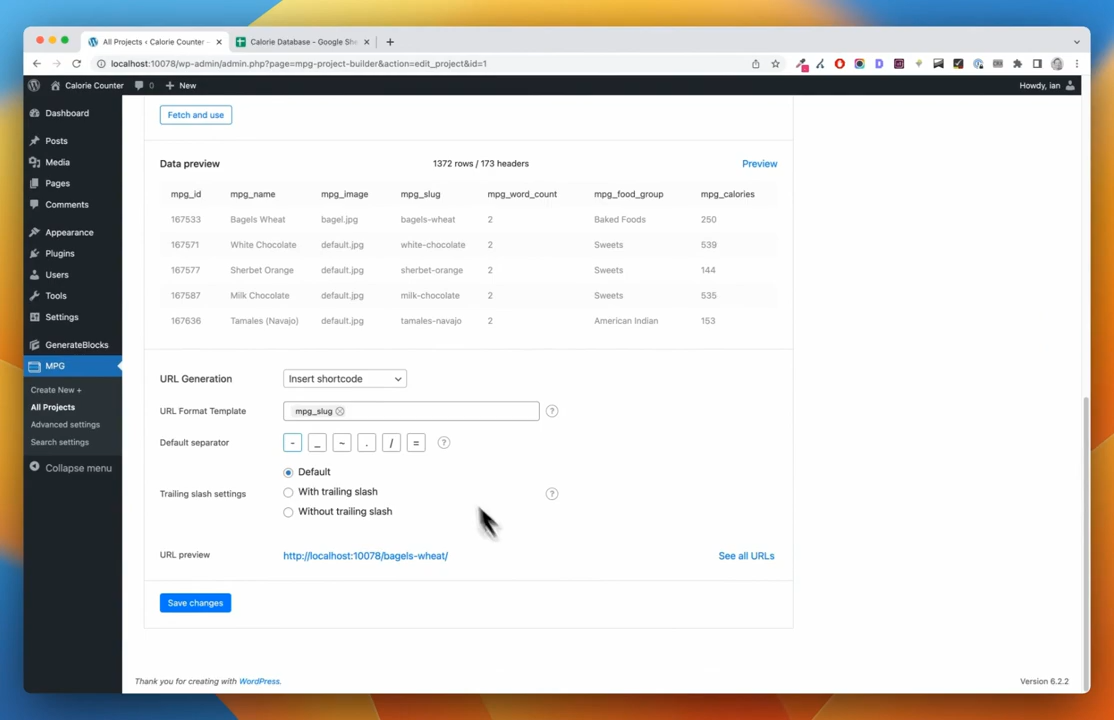 All Projects ‹ Calorie Counter -
Calorie Database - Google She
localhost:10078/wp-admin/admin.php?page=mpg-project-builder&action=edit_project&id=1
Calorie Counter 0 New
Howdy, ian
Dashboard
Posts
Media
Pages
Comments
Appearance
Plugins
Users
Tools
Settings
GenerateBlocks
MPG
Create New +
All Projects
Advanced settings
Search settings
Collapse menu
Fetch and use
Data preview 1372 rows / 173 headers Preview
mpg_id mpg_name mpg_image mpg_slug mpg_word_count mpg_food_group mpg_calories
167533 Bagels Wheat bagel.jpg bagels-wheat 2 Baked Foods 250
167571 White Chocolate default.jpg white-chocolate 2 Sweets 539
167577 Sherbet Orange default.jpg sherbet-orange 2 Sweets 144
167587 Milk Chocolate default.jpg milk-chocolate 2 Sweets 535
167636 Tamales (Navajo) default.jpg tamales-navajo 2 American Indian 153
URL Generation Insert shortcode
URL Format Template mpg_slug ?
Default separator - _ ~ . / = ?
Default
Trailing slash settings With trailing slash ?
Without trailing slash
URL preview http://localhost:10078/bagels-wheat/ See all URLs
Save changes
Thank you for creating with WordPress. Version 6.2.2